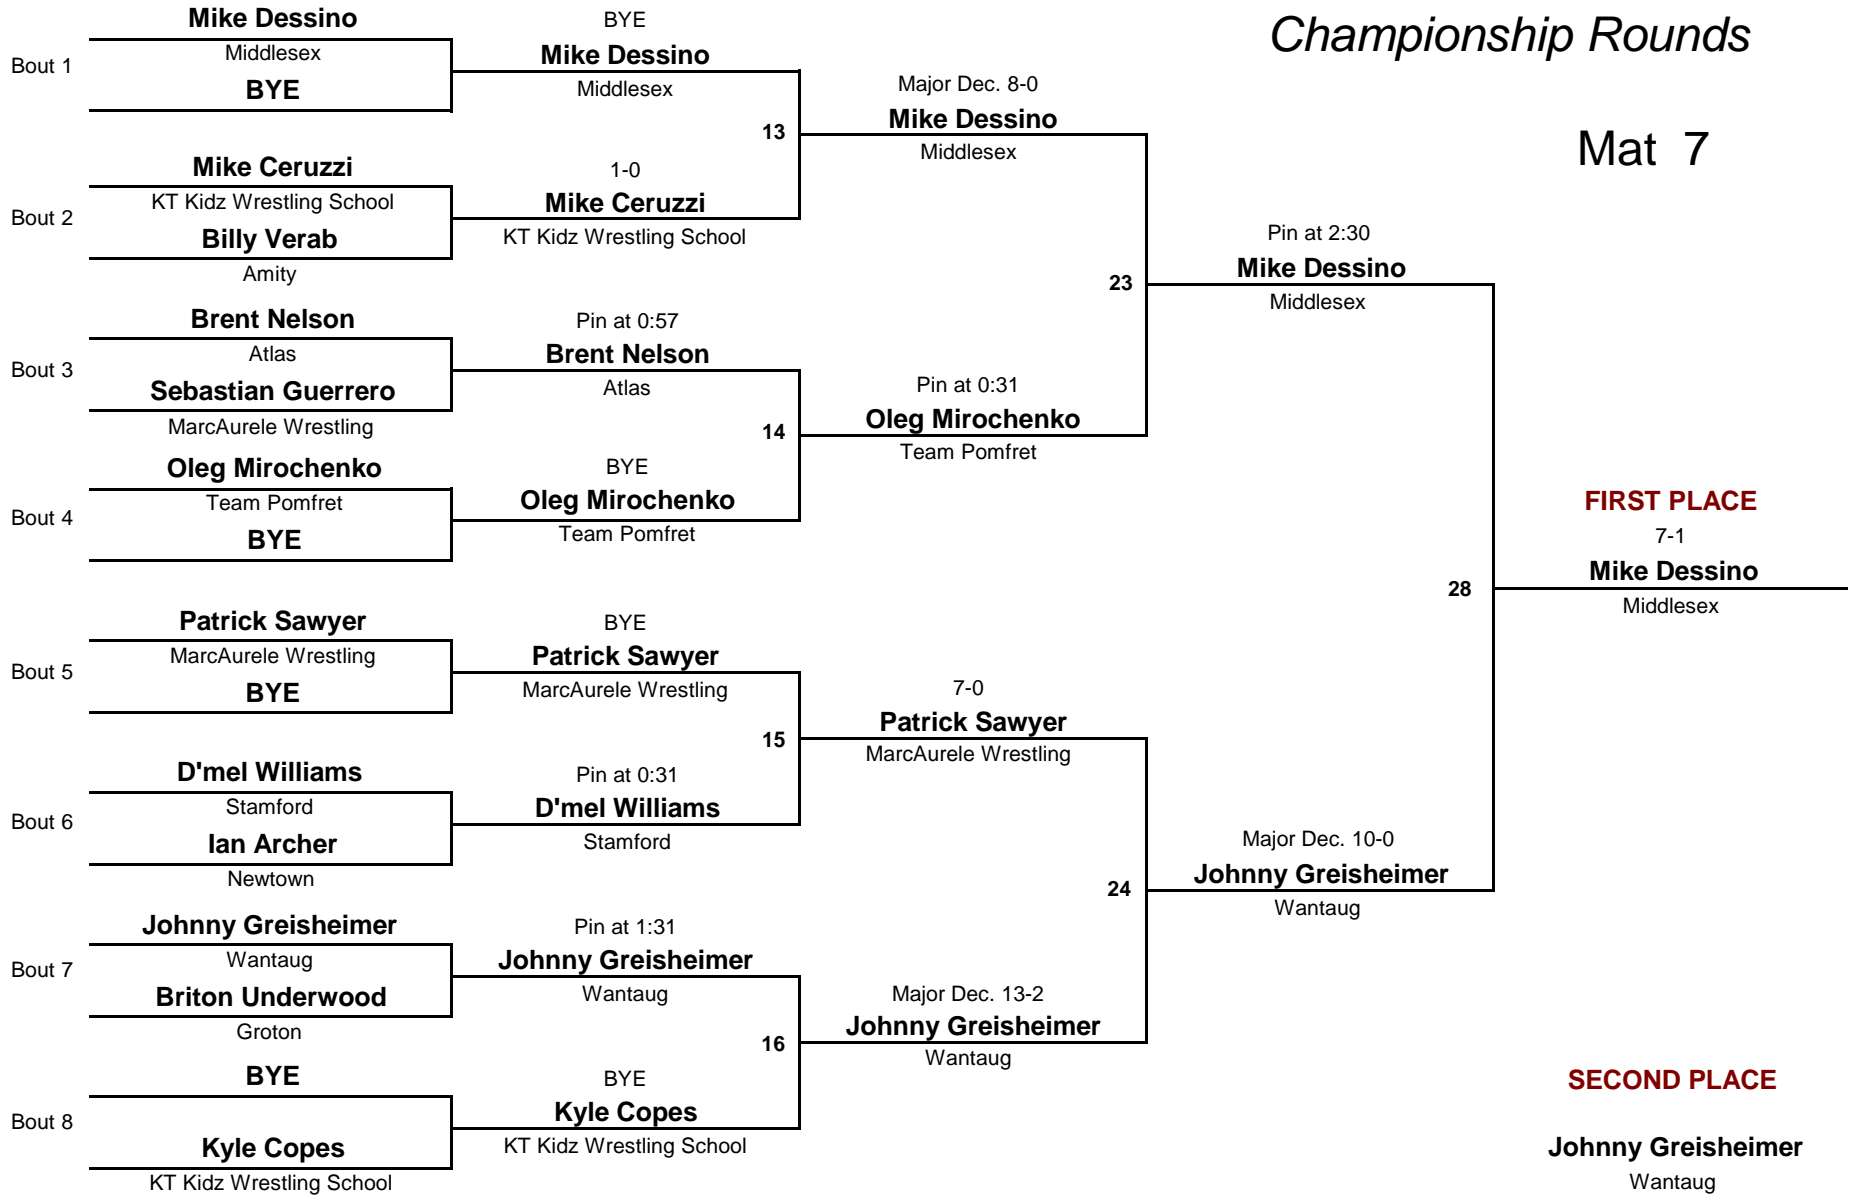 Championship Rounds
Mat 7
Bout 1
Mike Dessino
Middlesex
BYE
Bout 2
Mike Ceruzzi
KT Kidz Wrestling School
Billy Verab
Amity
Bout 3
Brent Nelson
Atlas
Sebastian Guerrero
MarcAurele Wrestling
Bout 4
Oleg Mirochenko
Team Pomfret
BYE
Bout 5
Patrick Sawyer
MarcAurele Wrestling
BYE
Bout 6
D'mel Williams
Stamford
Ian Archer
Newtown
Bout 7
Johnny Greisheimer
Wantaug
Briton Underwood
Groton
Bout 8
BYE
Kyle Copes
KT Kidz Wrestling School
BYE
Mike Dessino
Middlesex
13
1-0
Mike Ceruzzi
KT Kidz Wrestling School
Pin at 0:57
Brent Nelson
Atlas
14
BYE
Oleg Mirochenko
Team Pomfret
BYE
Patrick Sawyer
MarcAurele Wrestling
15
Pin at 0:31
D'mel Williams
Stamford
Pin at 1:31
Johnny Greisheimer
Wantaug
16
BYE
Kyle Copes
KT Kidz Wrestling School
Major Dec. 8-0
Mike Dessino
Middlesex
23
Pin at 0:31
Oleg Mirochenko
Team Pomfret
7-0
Patrick Sawyer
MarcAurele Wrestling
24
Major Dec. 13-2
Johnny Greisheimer
Wantaug
Pin at 2:30
Mike Dessino
Middlesex
28
Major Dec. 10-0
Johnny Greisheimer
Wantaug
FIRST PLACE
7-1
Mike Dessino
Middlesex
SECOND PLACE
Johnny Greisheimer
Wantaug